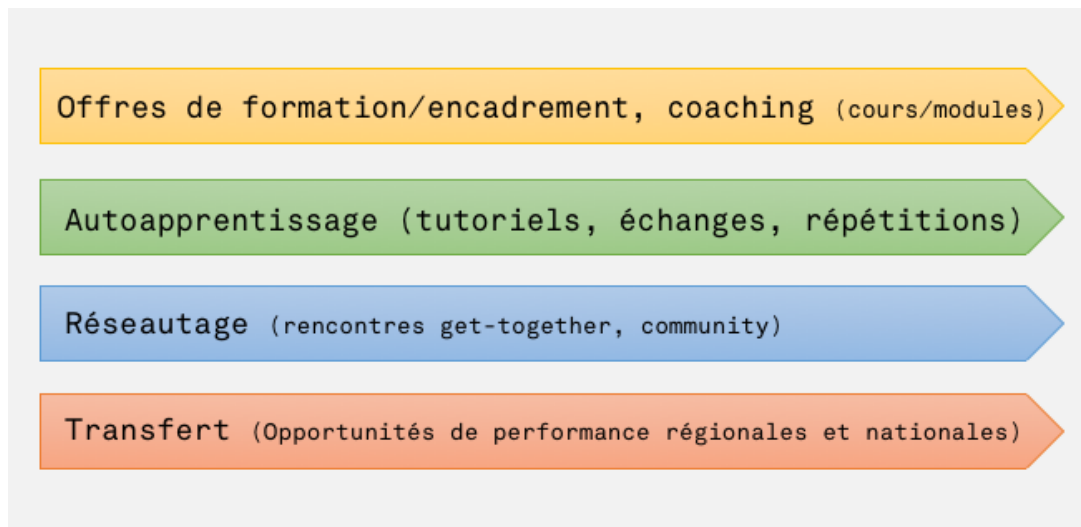 Offres de formation/encadrement, coaching (cours/modules)
Autoapprentissage (tutoriels, échanges, répétitions)
Réseautage (rencontres get-together, community)
Transfert (Opportunités de performance régionales et nationales)